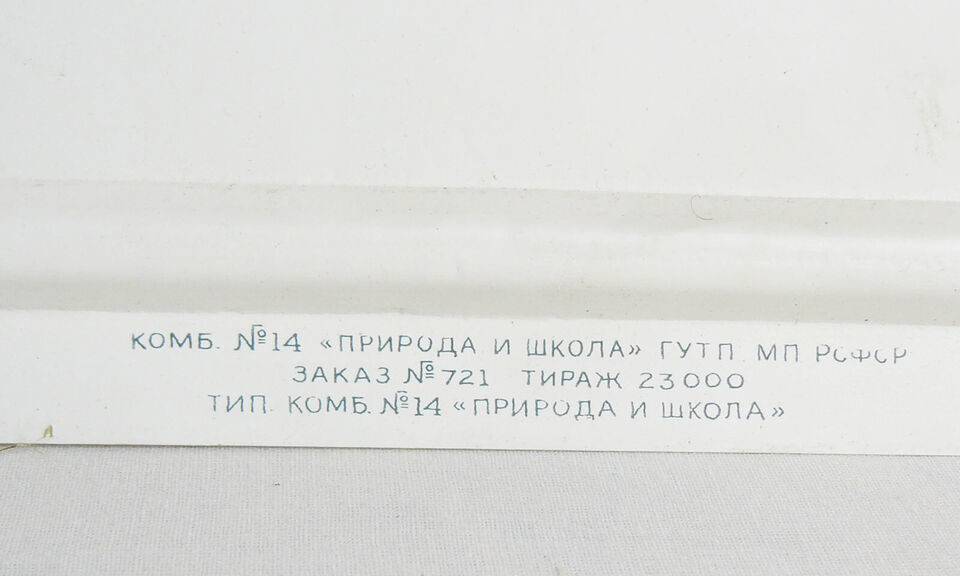 КОМБ. №14 «ПРИРОДА И ШКОЛА» ГУТП МП РСФСР
ЗАКАЗ №721 ТИРАЖ 23000
ТИП. КОМБ. №14 «ПРИРОДА И ШКОЛА»